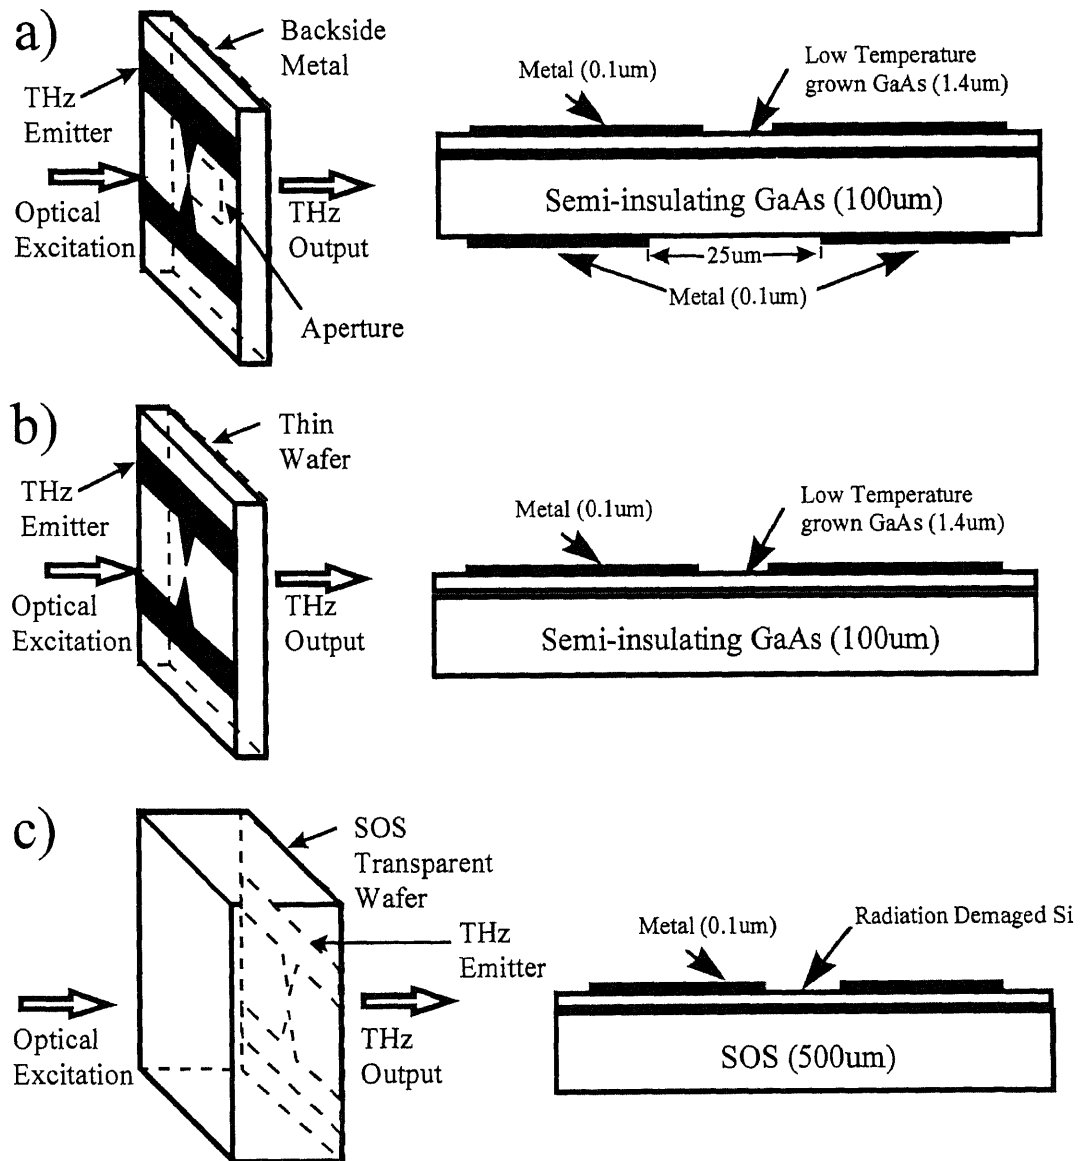 a)
Backside
Metal
THz
Emitter
Optical
Excitation
THz
Output
Aperture
Metal (0.1um)
Low Temperature
grown GaAs (1.4um)
Semi-insulating GaAs (100um)
25um
Metal (0.1um)
b)
Thin
Wafer
THz
Emitter
Optical
Excitation
THz
Output
Metal (0.1um)
Low Temperature
grown GaAs (1.4um)
Semi-insulating GaAs (100um)
c)
SOS
Transparent
Wafer
THz
Emitter
Optical
Excitation
THz
Output
Metal (0.1um)
Radiation Demaged Si
SOS (500um)